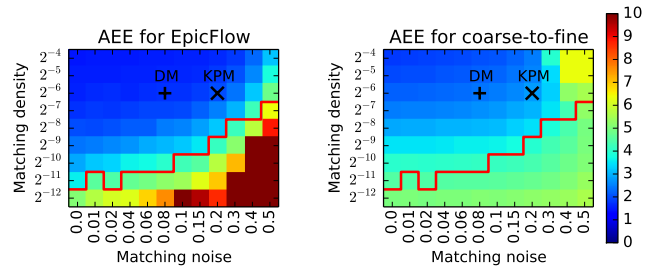 AEE for EpicFlow
Matching density
2⁻⁴
2⁻⁵
2⁻⁶
2⁻⁷
2⁻⁸
2⁻⁹
2⁻¹⁰
2⁻¹¹
2⁻¹²
DM KPM
0.0 0.01 0.02 0.04 0.06 0.08 0.1 0.15 0.2 0.3 0.4 0.5
Matching noise
AEE for coarse-to-fine
Matching density
2⁻⁴
2⁻⁵
2⁻⁶
2⁻⁷
2⁻⁸
2⁻⁹
2⁻¹⁰
2⁻¹¹
2⁻¹²
DM KPM
0.0 0.01 0.02 0.04 0.06 0.08 0.1 0.15 0.2 0.3 0.4 0.5
Matching noise
10
9
8
7
6
5
4
3
2
1
0